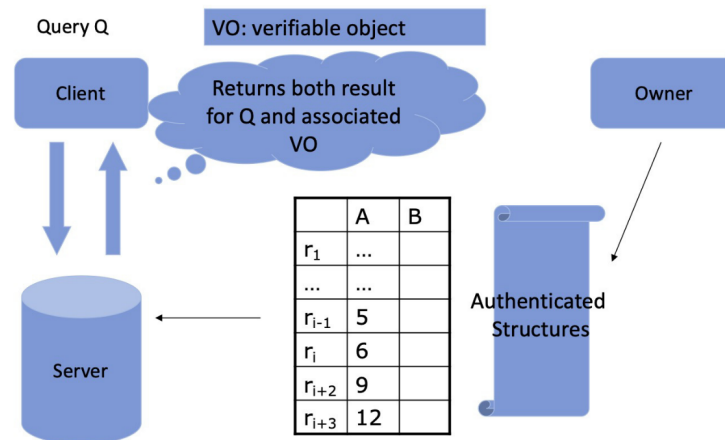 Query Q
VO: verifiable object
Client
Returns both result
for Q and associated
VO
Owner
A B
r1 ...
... ...
ri-1 5
ri 6
ri+2 9
ri+3 12
Authenticated
Structures
Server